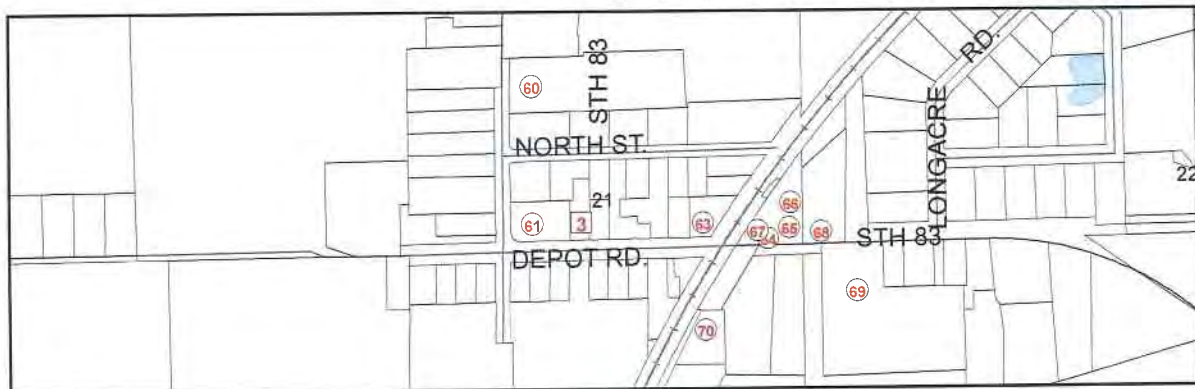 RD.
STH 83
60
LONGACRE
NORTH ST.
22
21
66
61
3
63
67
64
65
68
STH 83
DEPOT RD.
69
70